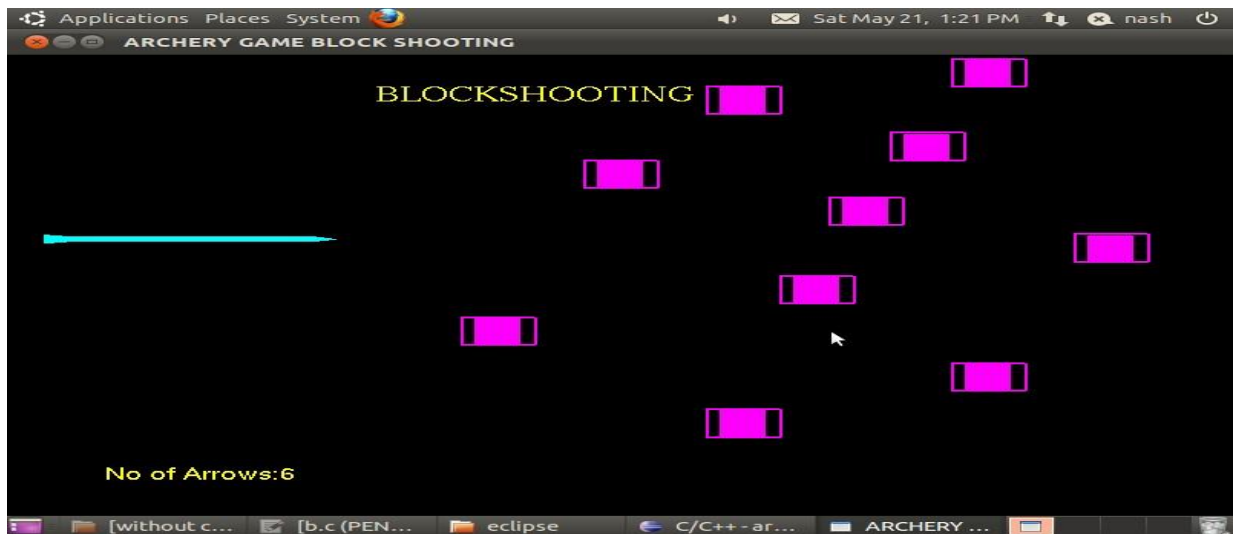 Applications Places System Sat May 21, 1:21 PM nash
ARCHERY GAME BLOCK SHOOTING
BLOCKSHOOTING
No of Arrows:6
[without c... [b.c (PEN... eclipse C/C++ - ar... ARCHERY ...